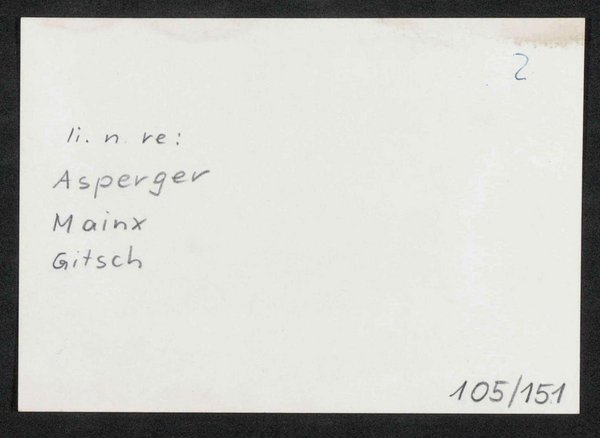 2
li. n. re:
Asperger
Mainx
Gitsch
105/151